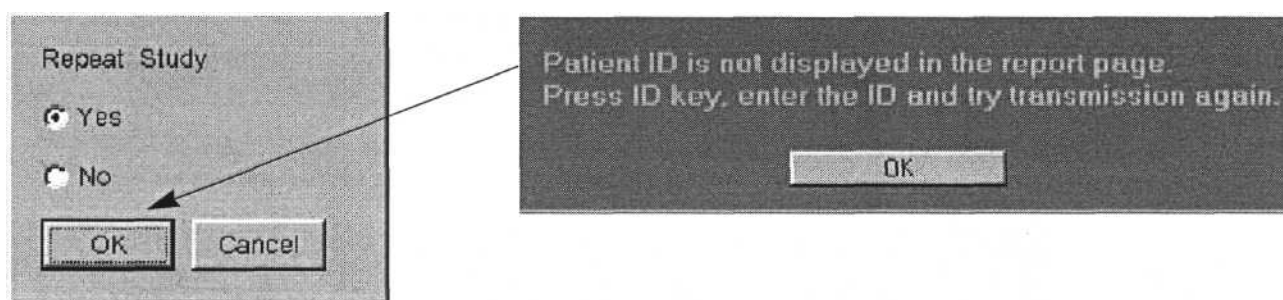 Repeat Study
Yes
No
OK
Cancel
Patient ID is not displayed in the report page.
Press ID key, enter the ID and try transmission again.
OK